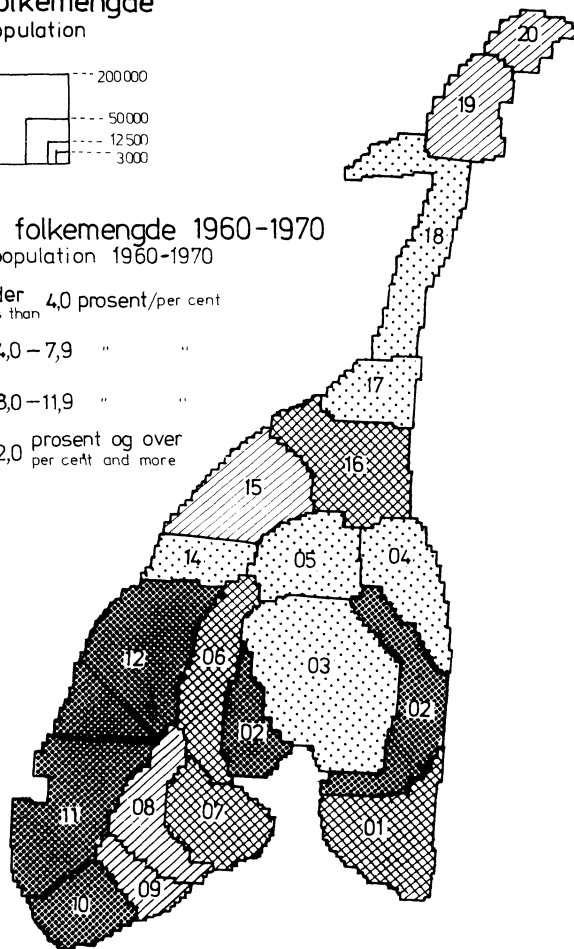 olkemengde
opulation
200 000
50 000
12 500
3 000
folkemengde 1960-1970
population 1960-1970
der 4,0 prosent/per cent
than
4,0 – 7,9 " "
8,0 – 11,9 " "
2,0 prosent og over
per cent and more
20
19
18
17
16
15
14
05
04
12
06
03
02
02
11
08
07
01
09
10